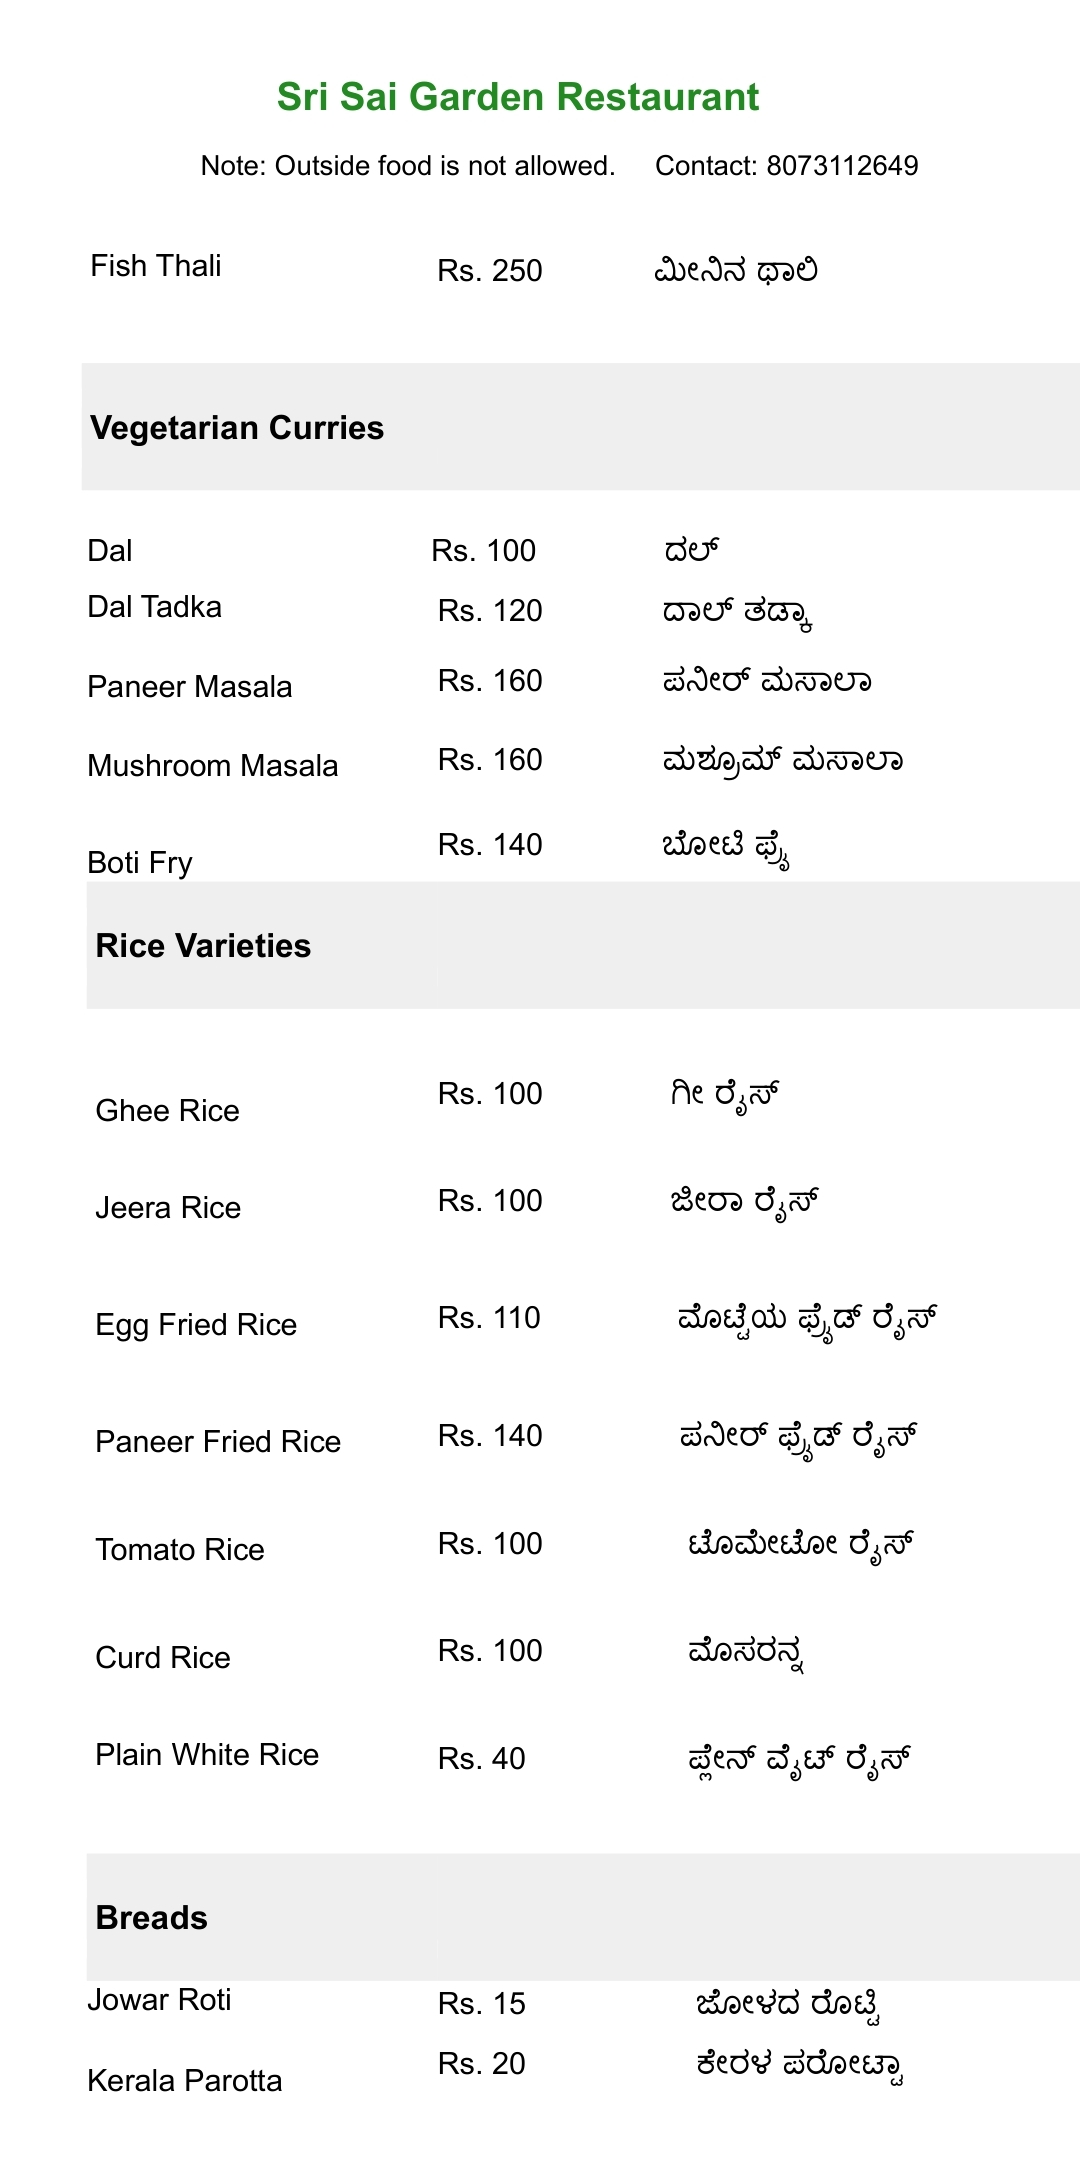 Sri Sai Garden Restaurant
Note: Outside food is not allowed. Contact: 8073112649
Fish Thali Rs. 250 ಮೀನಿನ ಥಾಲಿ
Vegetarian Curries
Dal Rs. 100 ದಲ್
Dal Tadka Rs. 120 ದಾಲ್ ತಡ್ಕಾ
Paneer Masala Rs. 160 ಪನೀರ್ ಮಸಾಲಾ
Mushroom Masala Rs. 160 ಮಶ್ರೂಮ್ ಮಸಾಲಾ
Boti Fry Rs. 140 ಬೋಟಿ ಫ್ರೈ
Rice Varieties
Ghee Rice Rs. 100 ಗೀ ರೈಸ್
Jeera Rice Rs. 100 ಜೀರಾ ರೈಸ್
Egg Fried Rice Rs. 110 ಮೊಟ್ಟೆಯ ಫ್ರೈಡ್ ರೈಸ್
Paneer Fried Rice Rs. 140 ಪನೀರ್ ಫ್ರೈಡ್ ರೈಸ್
Tomato Rice Rs. 100 ಟೊಮೇಟೋ ರೈಸ್
Curd Rice Rs. 100 ಮೊಸರನ್ನ
Plain White Rice Rs. 40 ಪ್ಲೇನ್ ವೈಟ್ ರೈಸ್
Breads
Jowar Roti Rs. 15 ಜೋಳದ ರೊಟ್ಟಿ
Kerala Parotta Rs. 20 ಕೇರಳ ಪರೋಟ್ಟಾ